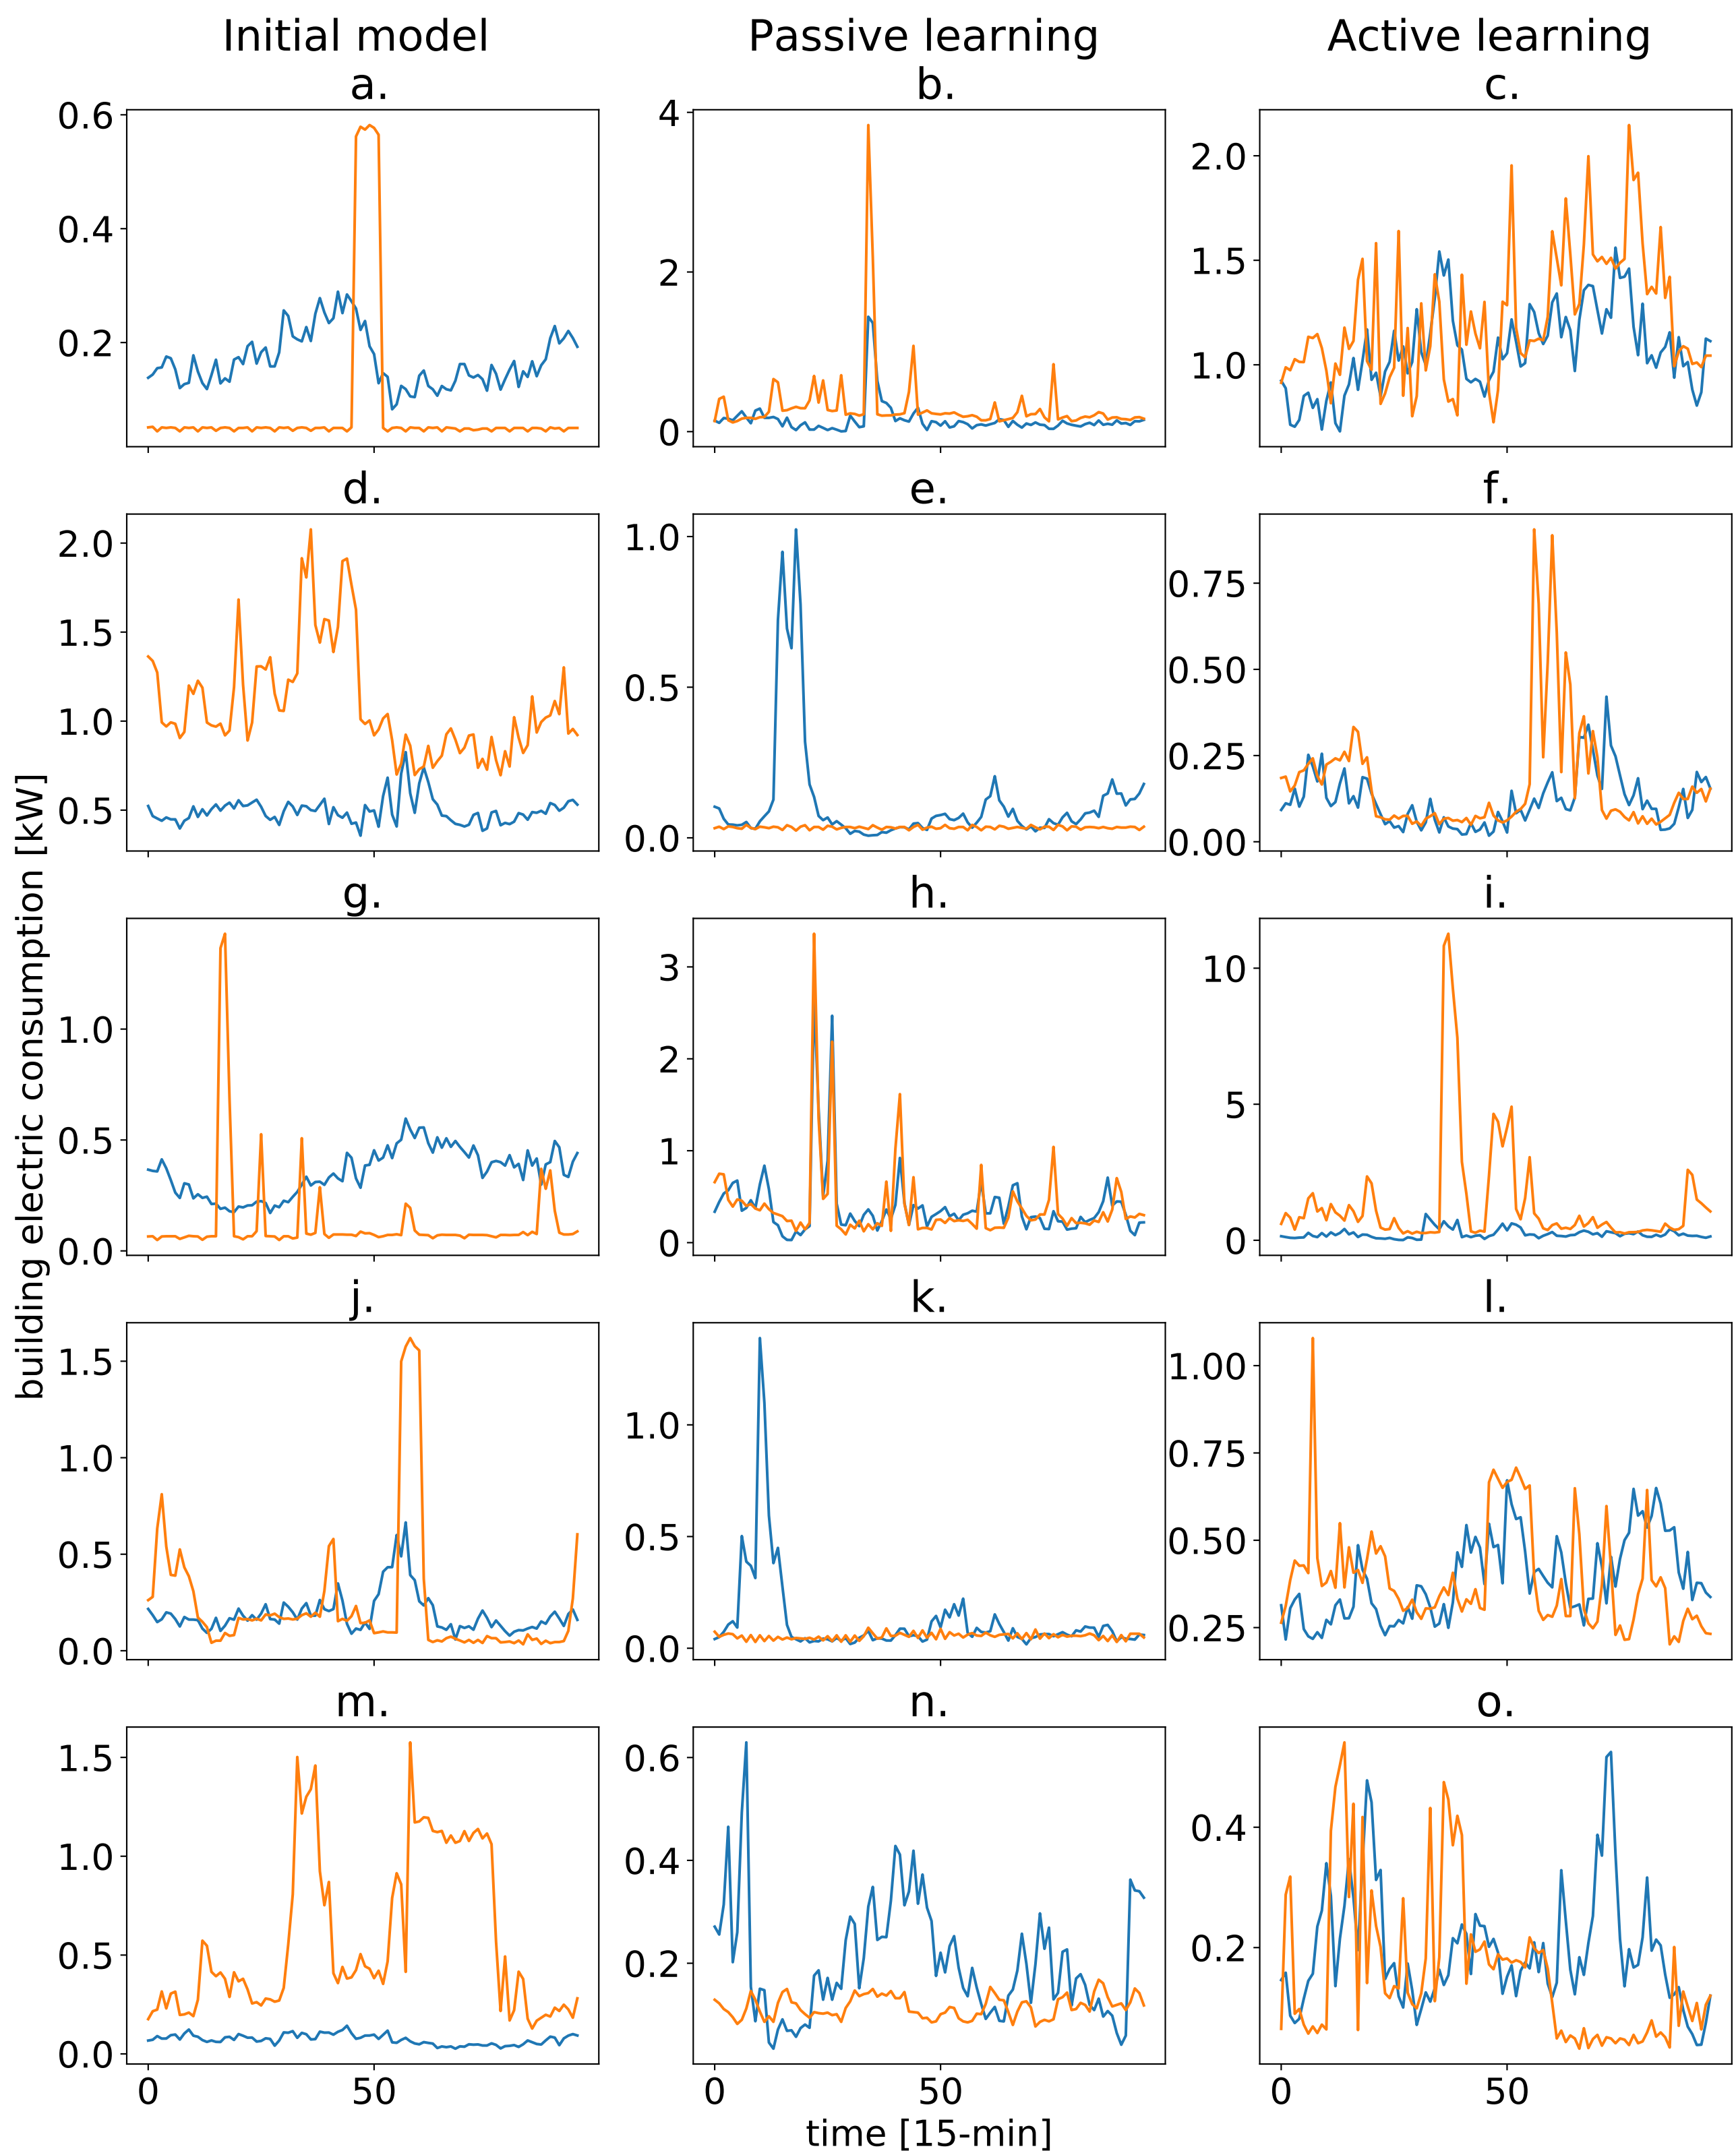 Initial model
Passive learning
Active learning
a.
b.
c.
0.6
0.4
0.2
4
2
0
2.0
1.5
1.0
d.
e.
f.
2.0
1.5
1.0
0.5
1.0
0.5
0.0
0.75
0.50
0.25
0.00
g.
h.
i.
1.0
0.5
0.0
3
2
1
0
10
5
0
building electric consumption [kW]
j.
k.
l.
1.5
1.0
0.5
0.0
1.0
0.5
0.0
1.00
0.75
0.50
0.25
m.
n.
o.
1.5
1.0
0.5
0.0
0.6
0.4
0.2
0.4
0.2
0 50
0 50
0 50
time [15-min]